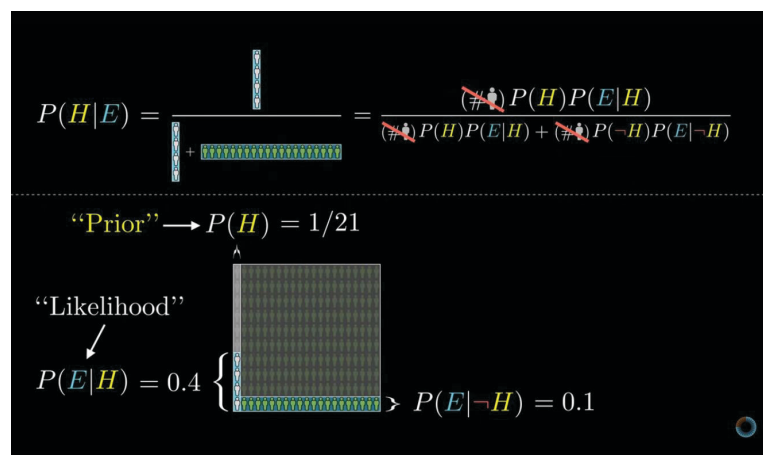 P(H|E) = + = (#)P(H)P(E|H)
(#)P(H)P(E|H) + (#)P(¬H)P(E|¬H)
“Prior” → P(H) = 1/21
“Likelihood”
P(E|H) = 0.4
P(E|¬H) = 0.1